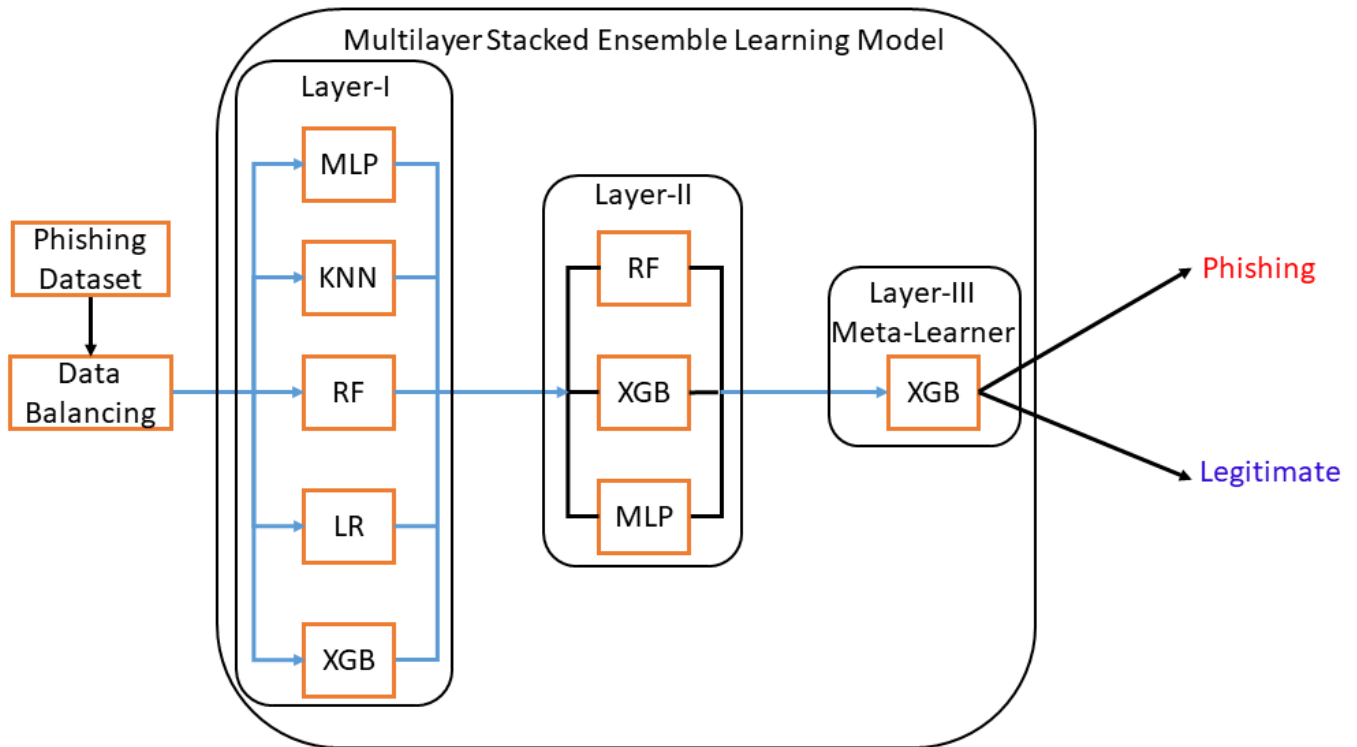 Multilayer Stacked Ensemble Learning Model
Layer-I
MLP
KNN
RF
LR
XGB
Phishing
Dataset
Data
Balancing
Layer-II
RF
XGB
MLP
Layer-III
Meta-Learner
XGB
Phishing
Legitimate